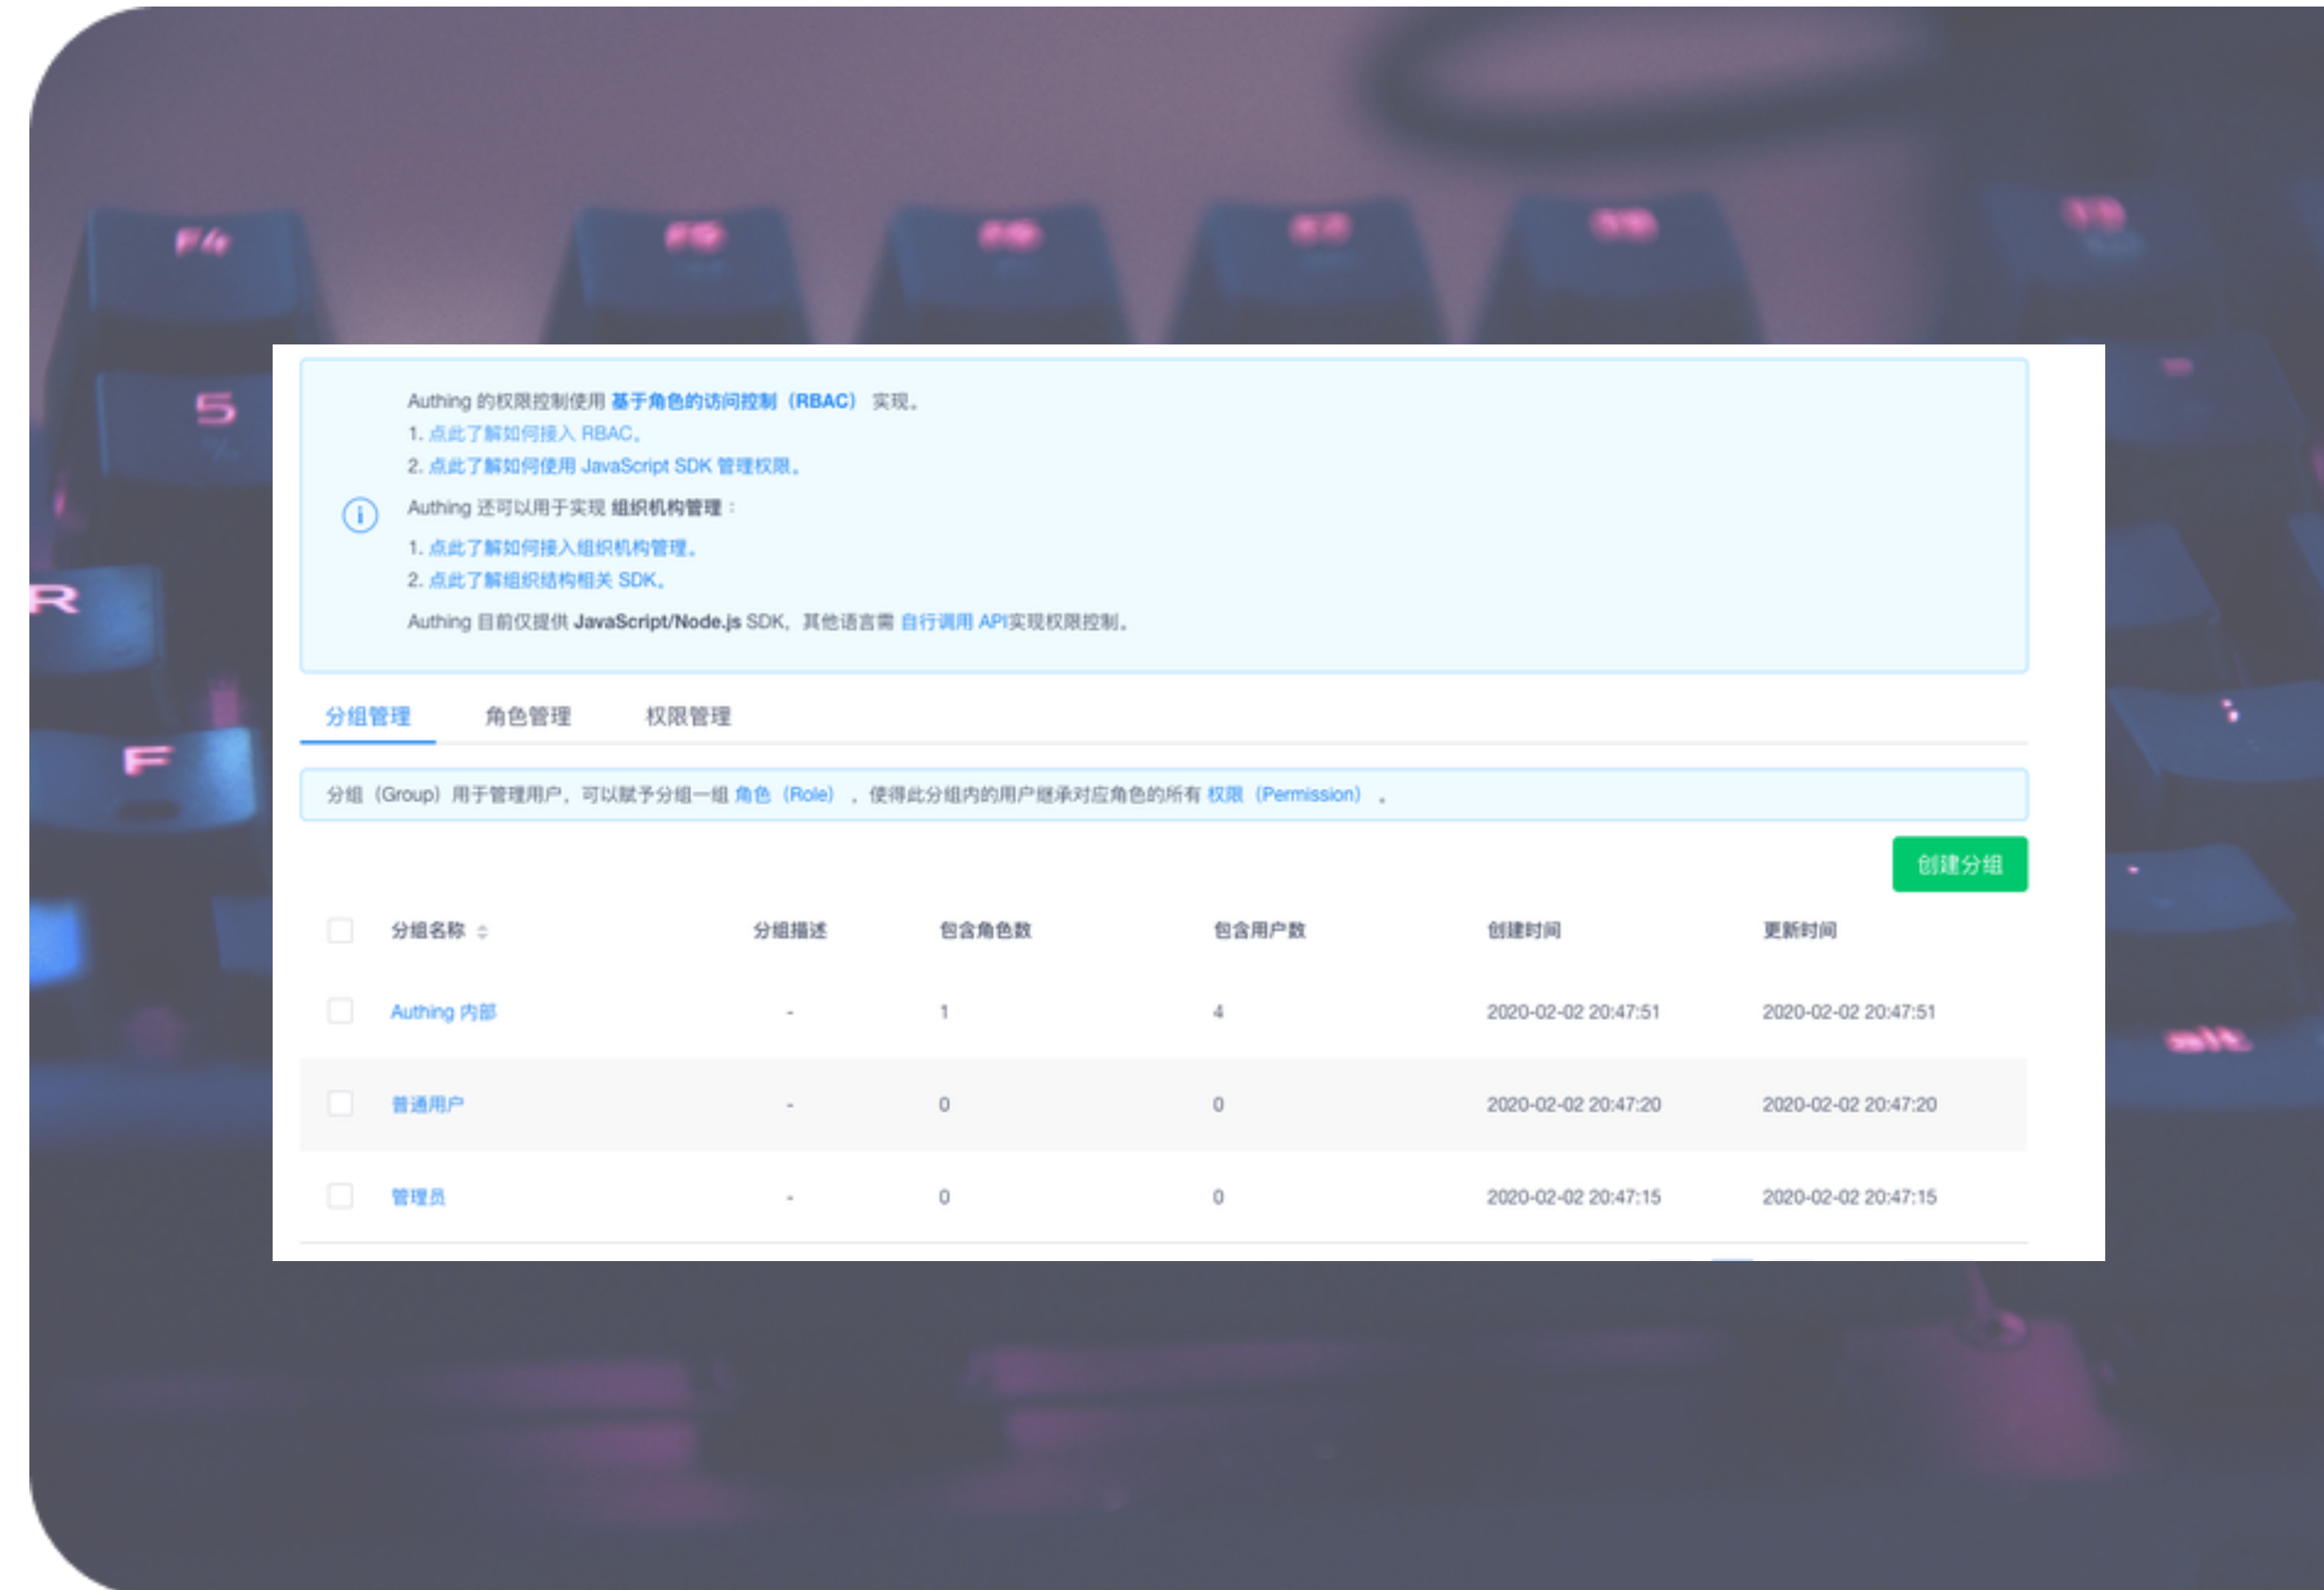 F4
5
R
F
Authing 的权限控制使用 基于角色的访问控制（RBAC） 实现。
1. 点此了解如何接入 RBAC。
2. 点此了解如何使用 JavaScript SDK 管理权限。
Authing 还可以用于实现 组织机构管理：
1. 点此了解如何接入组织机构管理。
2. 点此了解组织结构相关 SDK。
Authing 目前仅提供 JavaScript/Node.js SDK，其他语言需 自行调用 API实现权限控制。
分组管理 角色管理 权限管理
分组（Group）用于管理用户，可以赋予分组一组 角色（Role） ，使得此分组内的用户继承对应角色的所有 权限（Permission） 。
创建分组
分组名称 分组描述 包含角色数 包含用户数 创建时间 更新时间
Authing 内部 - 1 4 2020-02-02 20:47:51 2020-02-02 20:47:51
普通用户 - 0 0 2020-02-02 20:47:20 2020-02-02 20:47:20
管理员 - 0 0 2020-02-02 20:47:15 2020-02-02 20:47:15
;
alt